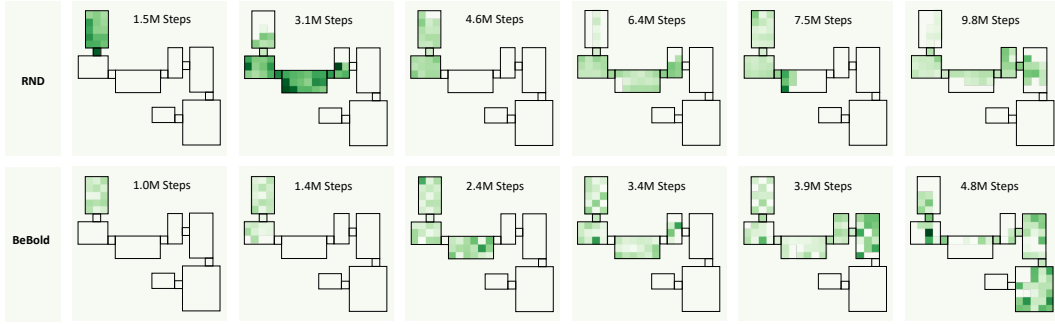 RND
1.5M Steps
3.1M Steps
4.6M Steps
6.4M Steps
7.5M Steps
9.8M Steps
BeBold
1.0M Steps
1.4M Steps
2.4M Steps
3.4M Steps
3.9M Steps
4.8M Steps